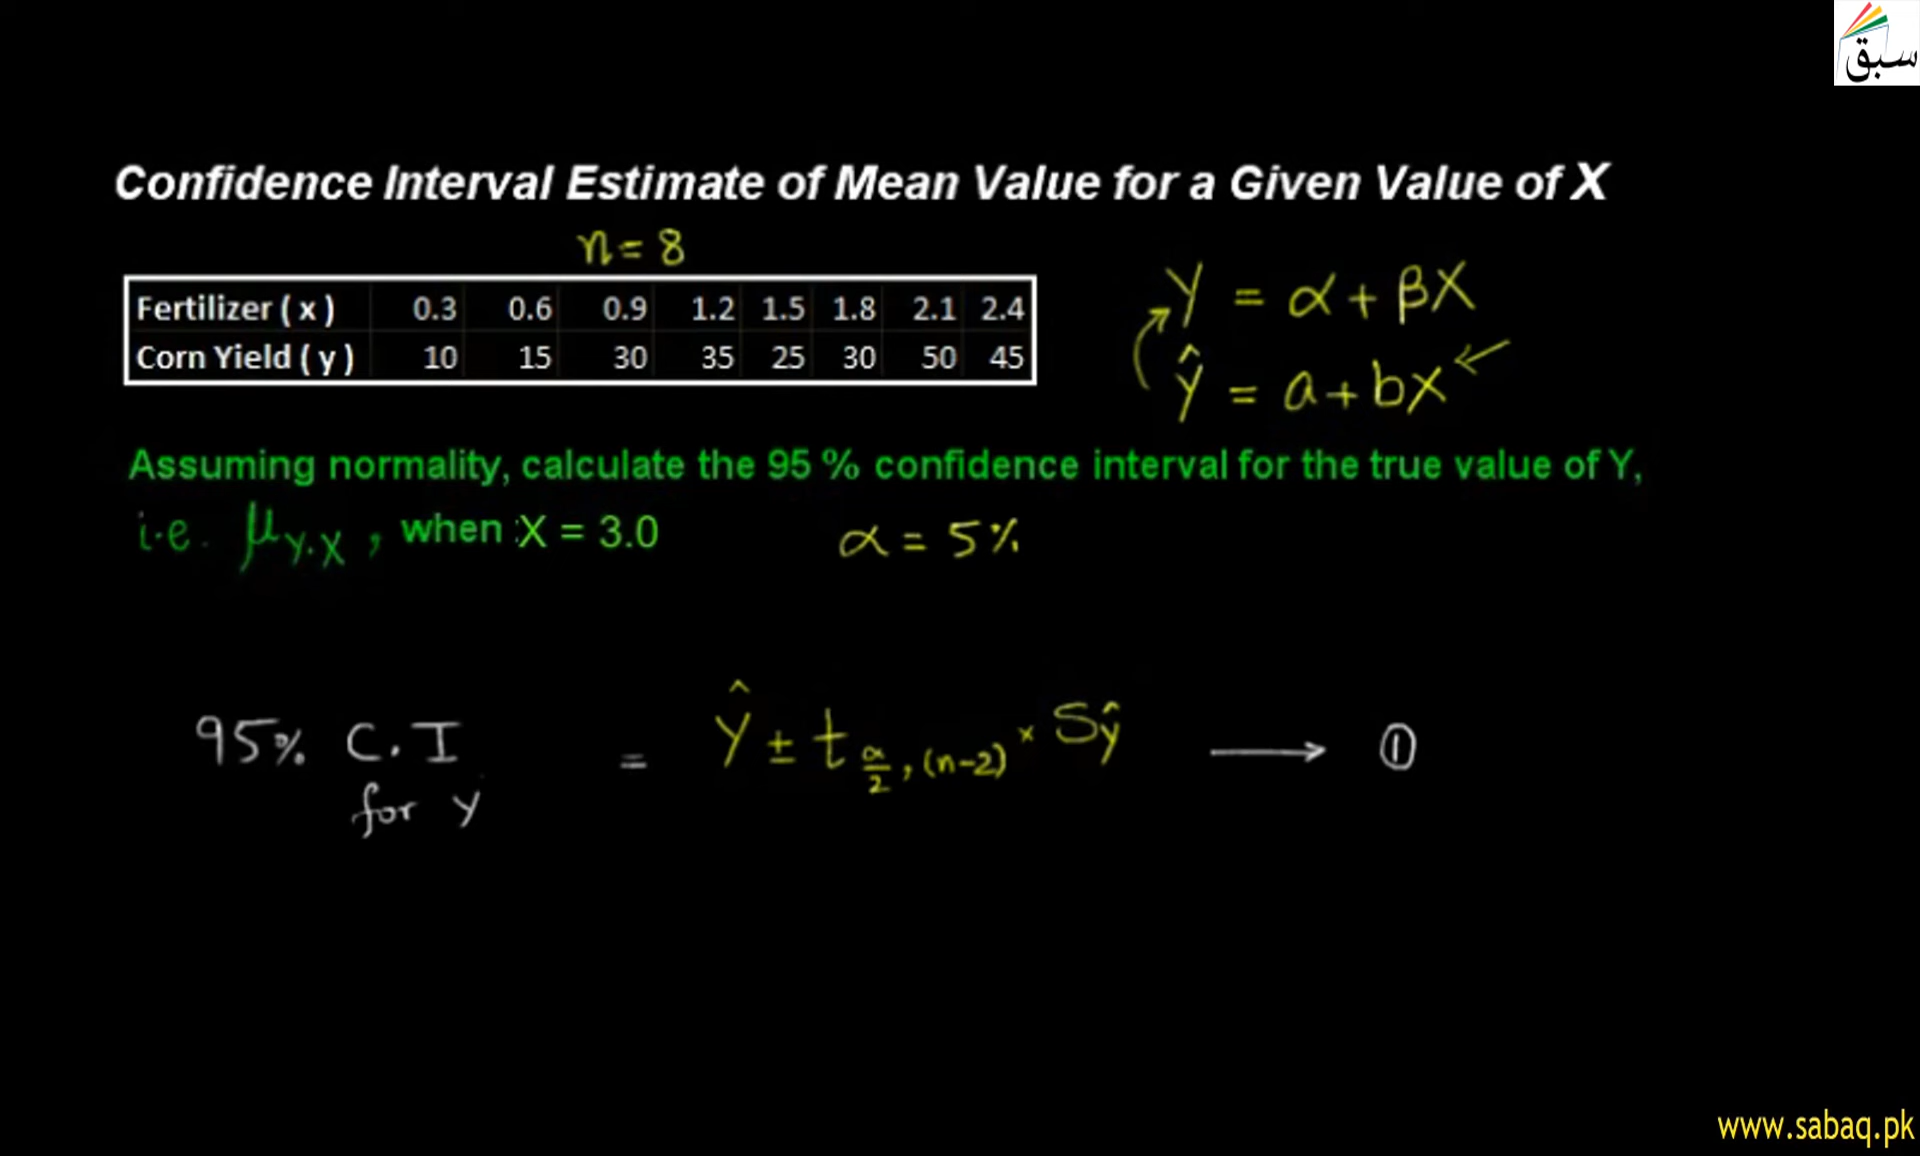 سبق
Confidence Interval Estimate of Mean Value for a Given Value of X
n = 8
Fertilizer ( x ) 0.3 0.6 0.9 1.2 1.5 1.8 2.1 2.4
Corn Yield ( y ) 10 15 30 35 25 30 50 45
Y = α + βX
Ŷ = a + bX
Assuming normality, calculate the 95 % confidence interval for the true value of Y,
i.e. μ_Y.X , when :X = 3.0 α = 5%
95% C.I = Ŷ ± t_α/2, (n-2) × Sŷ → ①
for Y
www.sabaq.pk